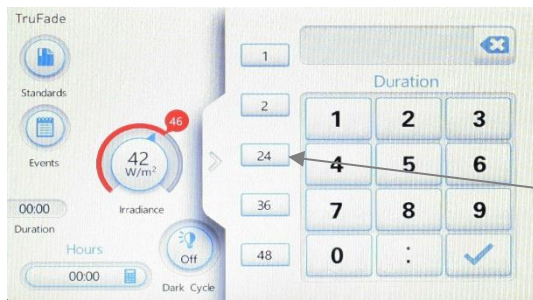 TruFade
Standards
Events
46
42
W/m²
Irradiance
00:00
Duration
Hours
00:00
Off
Dark Cycle
1
2
24
36
48
Duration
1 2 3
4 5 6
7 8 9
0 :